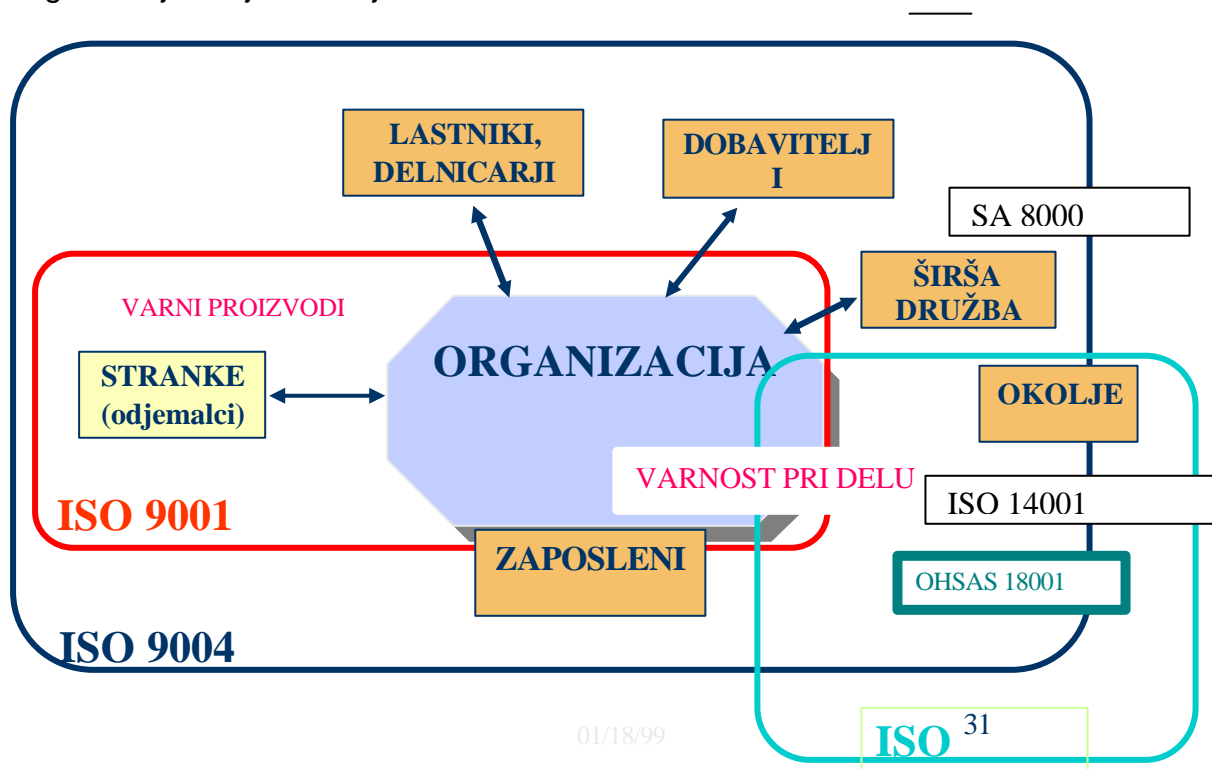 LASTNIKI,
DELNICARJI
DOBAVITELJ
I
SA 8000
ŠIRŠA
DRUŽBA
VARNI PROIZVODI
ORGANIZACIJA
STRANKE
(odjemalci)
OKOLJE
VARNOST PRI DELU
ISO 14001
ISO 9001
ZAPOSLENI
OHSAS 18001
ISO 9004
01/18/99
ISO
31